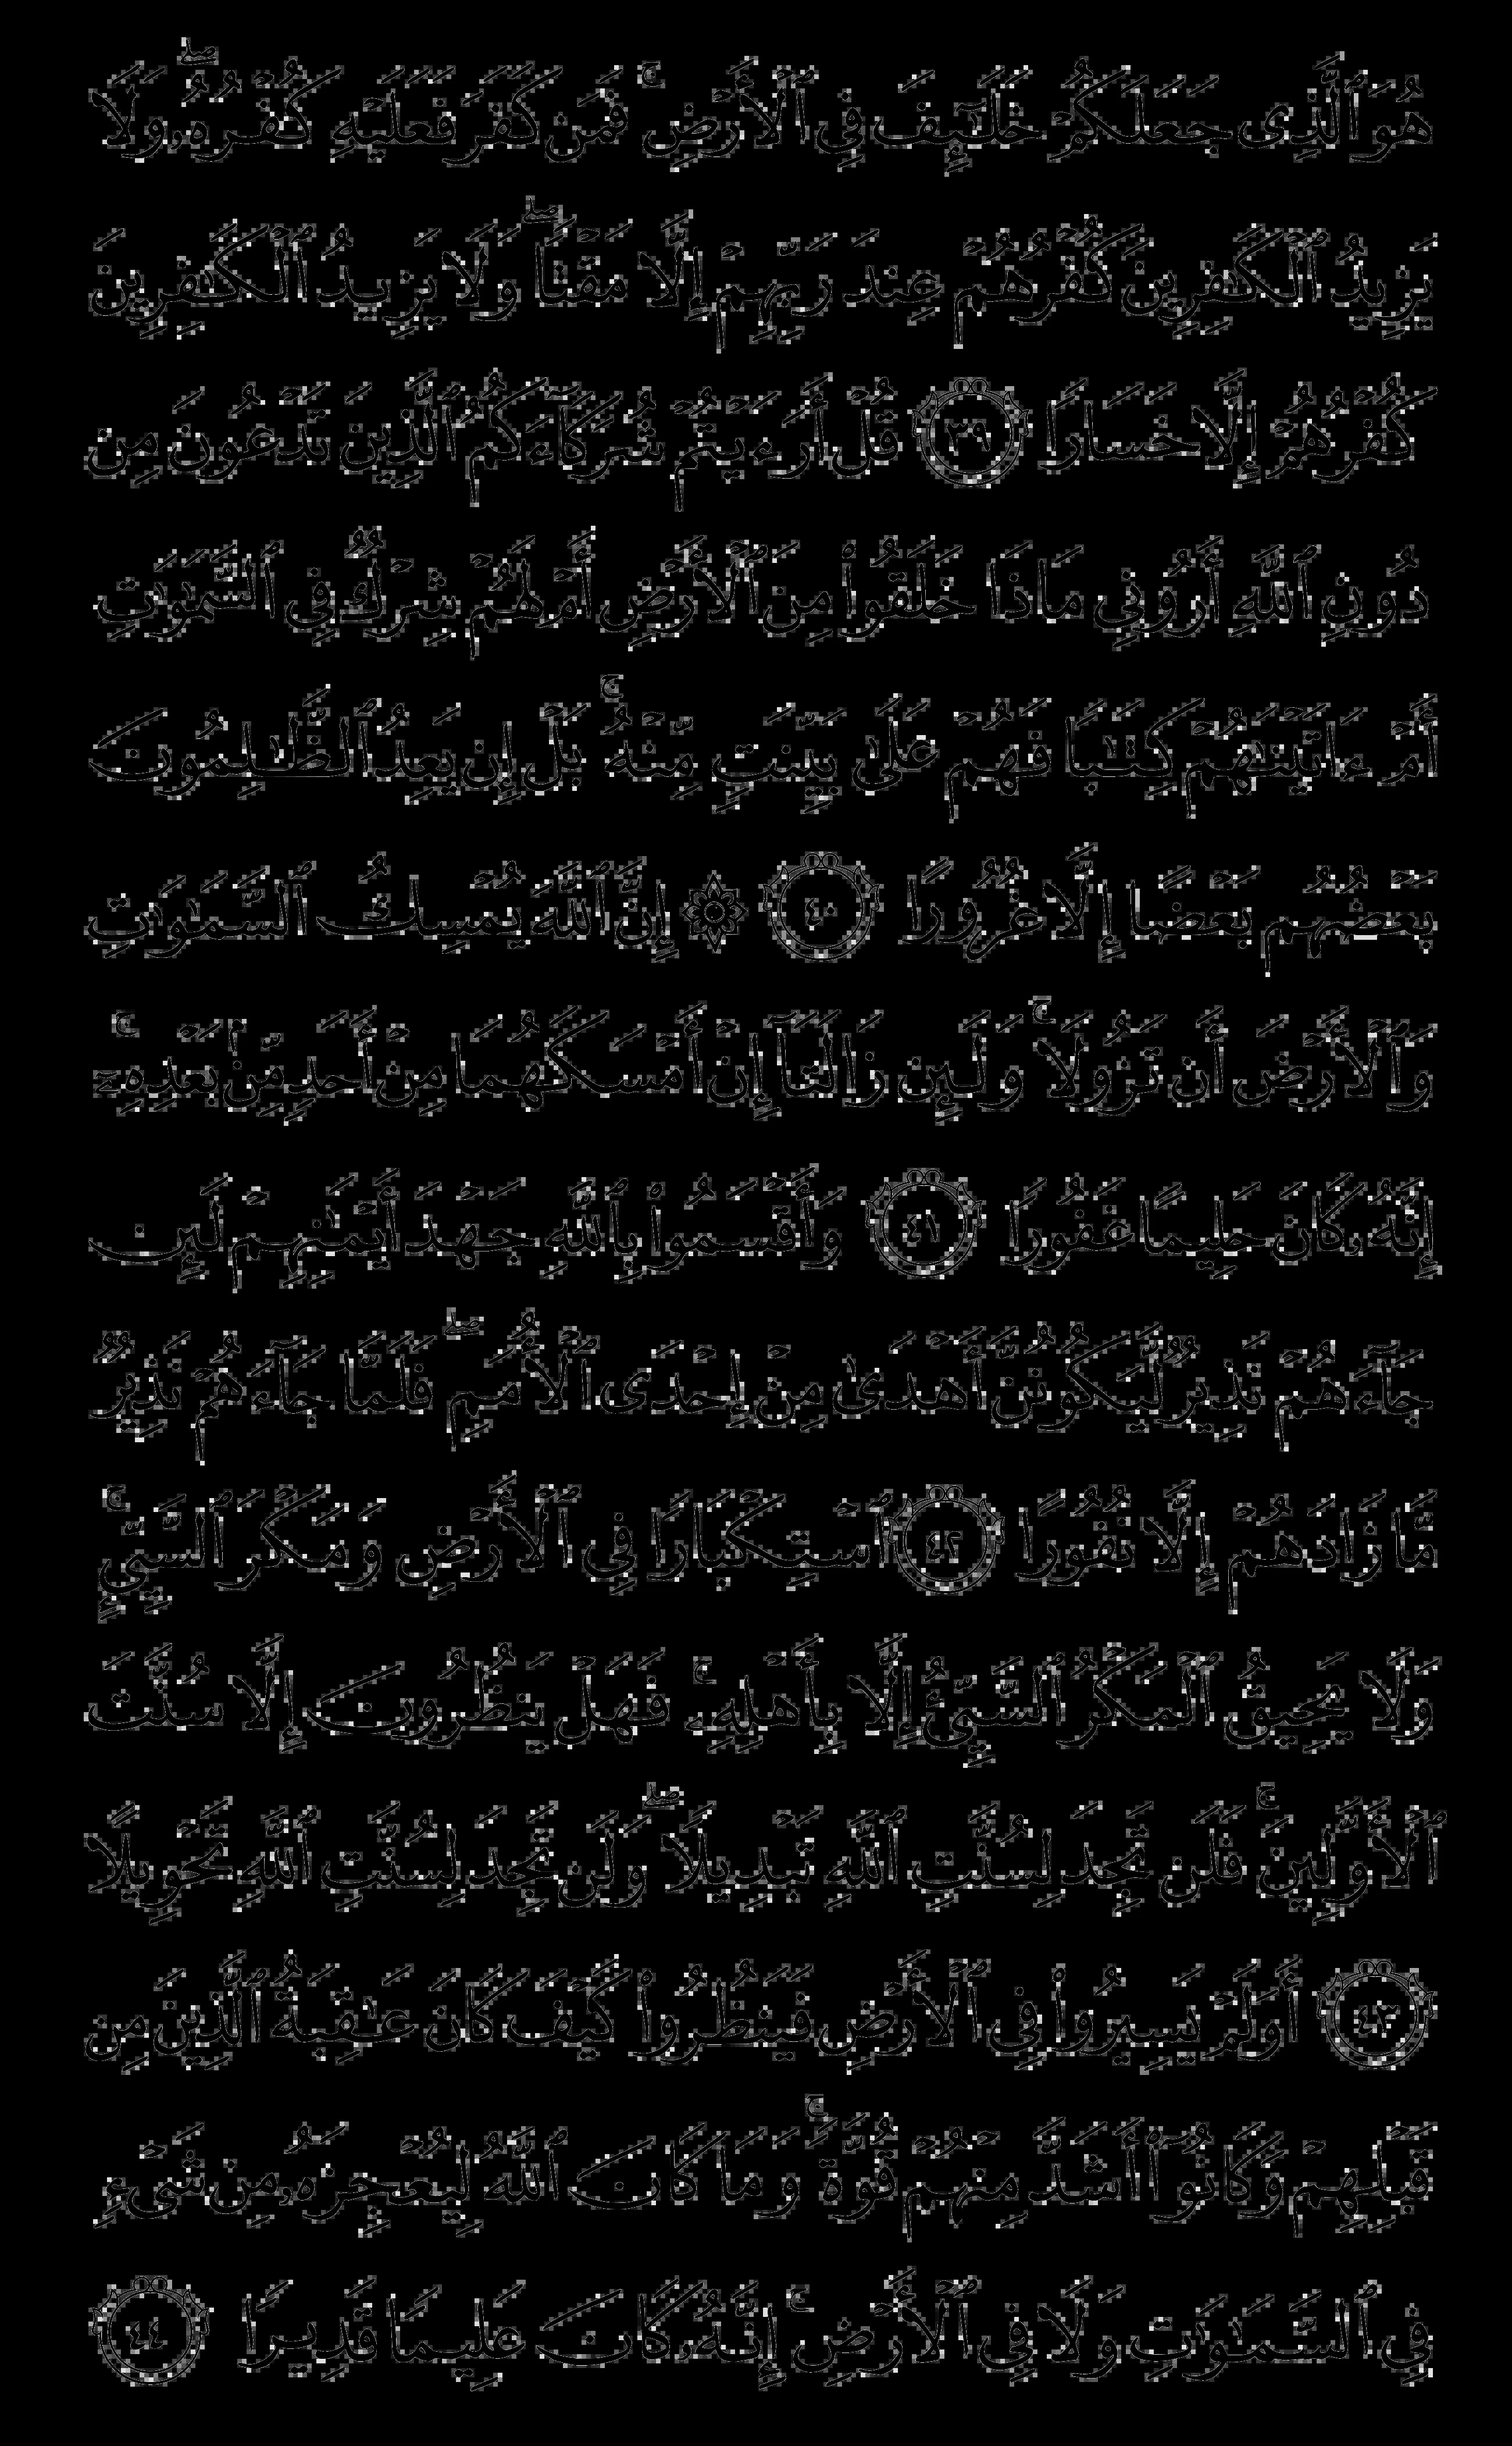 هُوَ ٱلَّذِى جَعَلَكُمْ خَلَـٰٓئِفَ فِى ٱلْأَرْضِ ۚ فَمَن كَفَرَ فَعَلَيْهِ كُفْرُهُۥ ۖ وَلَا
يَزِيدُ ٱلْكَـٰفِرِينَ كُفْرُهُمْ عِندَ رَبِّهِمْ إِلَّا مَقْتًا ۖ وَلَا يَزِيدُ ٱلْكَـٰفِرِينَ
كُفْرُهُمْ إِلَّا خَسَارًا ٣٩ قُلْ أَرَءَيْتُمْ شُرَكَآءَكُمُ ٱلَّذِينَ تَدْعُونَ مِن
دُونِ ٱللَّهِ أَرُونِى مَاذَا خَلَقُوا۟ مِنَ ٱلْأَرْضِ أَمْ لَهُمْ شِرْكٌ فِى ٱلسَّمَـٰوَٰتِ
أَمْ ءَاتَيْنَـٰهُمْ كِتَـٰبًا فَهُمْ عَلَىٰ بَيِّنَتٍ مِّنْهُ ۚ بَلْ إِن يَعِدُ ٱلظَّـٰلِمُونَ
بَعْضُهُم بَعْضًا إِلَّا غُرُورًا ٤٠ ۞ إِنَّ ٱللَّهَ يُمْسِكُ ٱلسَّمَـٰوَٰتِ
وَٱلْأَرْضَ أَن تَزُولَا ۚ وَلَئِن زَالَتَآ إِنْ أَمْسَكَهُمَا مِنْ أَحَدٍ مِّنۢ بَعْدِهِۦٓ ۚ
إِنَّهُۥ كَانَ حَلِيمًا غَفُورًا ٤١ وَأَقْسَمُوا۟ بِٱللَّهِ جَهْدَ أَيْمَـٰنِهِمْ لَئِن
جَآءَهُمْ نَذِيرٌ لَّيَكُونُنَّ أَهْدَىٰ مِنْ إِحْدَى ٱلْأُمَمِ ۖ فَلَمَّا جَآءَهُمْ نَذِيرٌ
مَّا زَادَهُمْ إِلَّا نُفُورًا ٤٢ ٱسْتِكْبَارًا فِى ٱلْأَرْضِ وَمَكْرَ ٱلسَّيِّئِ ۚ
وَلَا يَحِيقُ ٱلْمَكْرُ ٱلسَّيِّئُ إِلَّا بِأَهْلِهِۦ ۚ فَهَلْ يَنظُرُونَ إِلَّا سُنَّتَ
ٱلْأَوَّلِينَ ۚ فَلَن تَجِدَ لِسُنَّتِ ٱللَّهِ تَبْدِيلًا ۖ وَلَن تَجِدَ لِسُنَّتِ ٱللَّهِ تَحْوِيلًا
٤٣ أَوَلَمْ يَسِيرُوا۟ فِى ٱلْأَرْضِ فَيَنظُرُوا۟ كَيْفَ كَانَ عَـٰقِبَةُ ٱلَّذِينَ مِن
قَبْلِهِمْ وَكَانُوٓا۟ أَشَدَّ مِنْهُمْ قُوَّةً ۚ وَمَا كَانَ ٱللَّهُ لِيُعْجِزَهُۥ مِن شَىْءٍ
فِى ٱلسَّمَـٰوَٰتِ وَلَا فِى ٱلْأَرْضِ ۚ إِنَّهُۥ كَانَ عَلِيمًا قَدِيرًا ٤٤